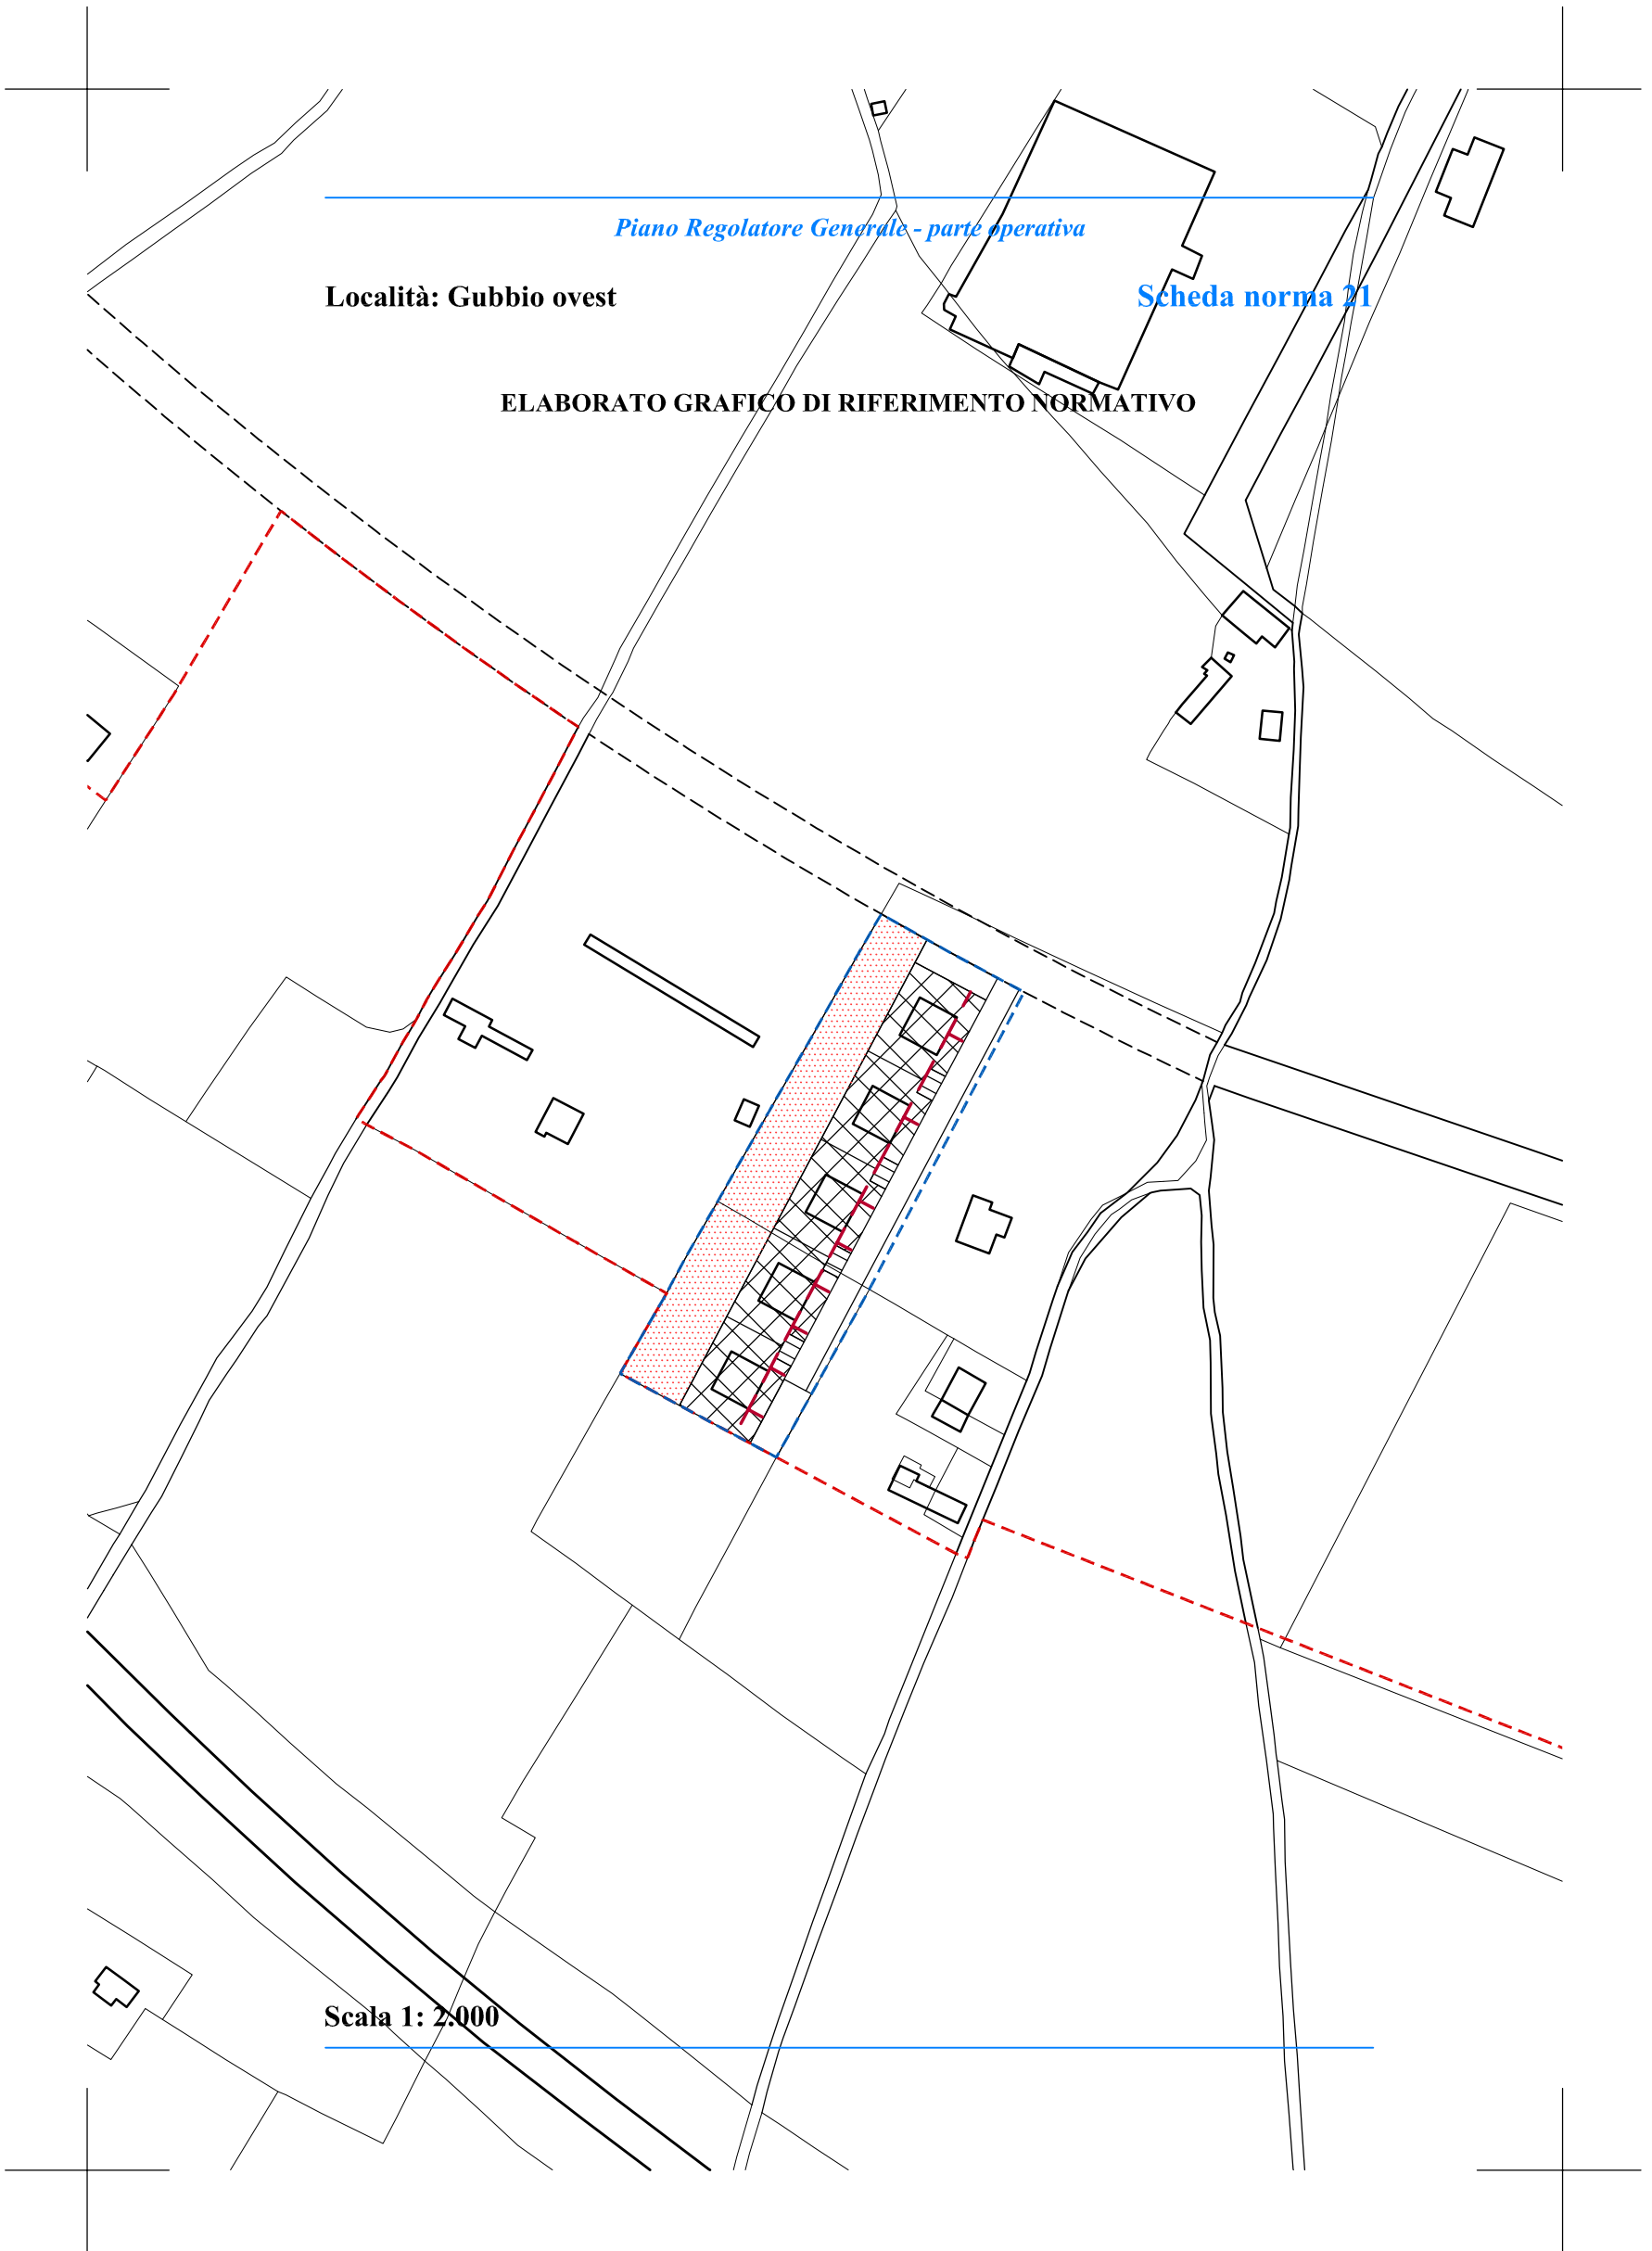 Piano Regolatore Generale - parte operativa
Località: Gubbio ovest Scheda norma 21
ELABORATO GRAFICO DI RIFERIMENTO NORMATIVO
Scala 1: 2.000